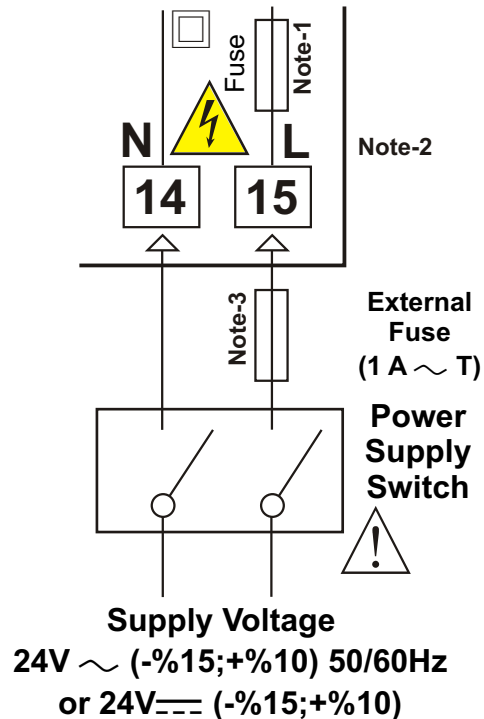 Fuse
Note-1
N
L
Note-2
14
15
Note-3
External
Fuse
(1 A ~ T)
Power
Supply
Switch
Supply Voltage
24V ~ (-%15;+%10) 50/60Hz
or 24V⎓ (-%15;+%10)